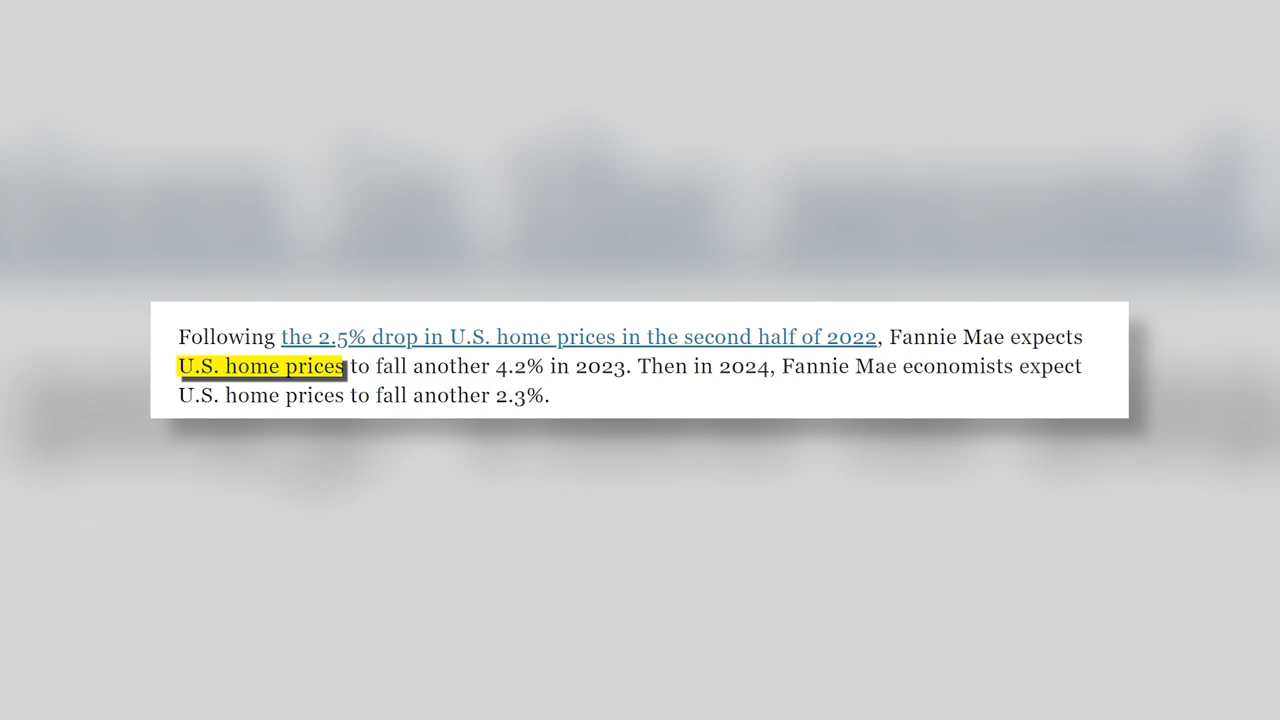 Following the 2.5% drop in U.S. home prices in the second half of 2022, Fannie Mae expects
U.S. home prices to fall another 4.2% in 2023. Then in 2024, Fannie Mae economists expect
U.S. home prices to fall another 2.3%.